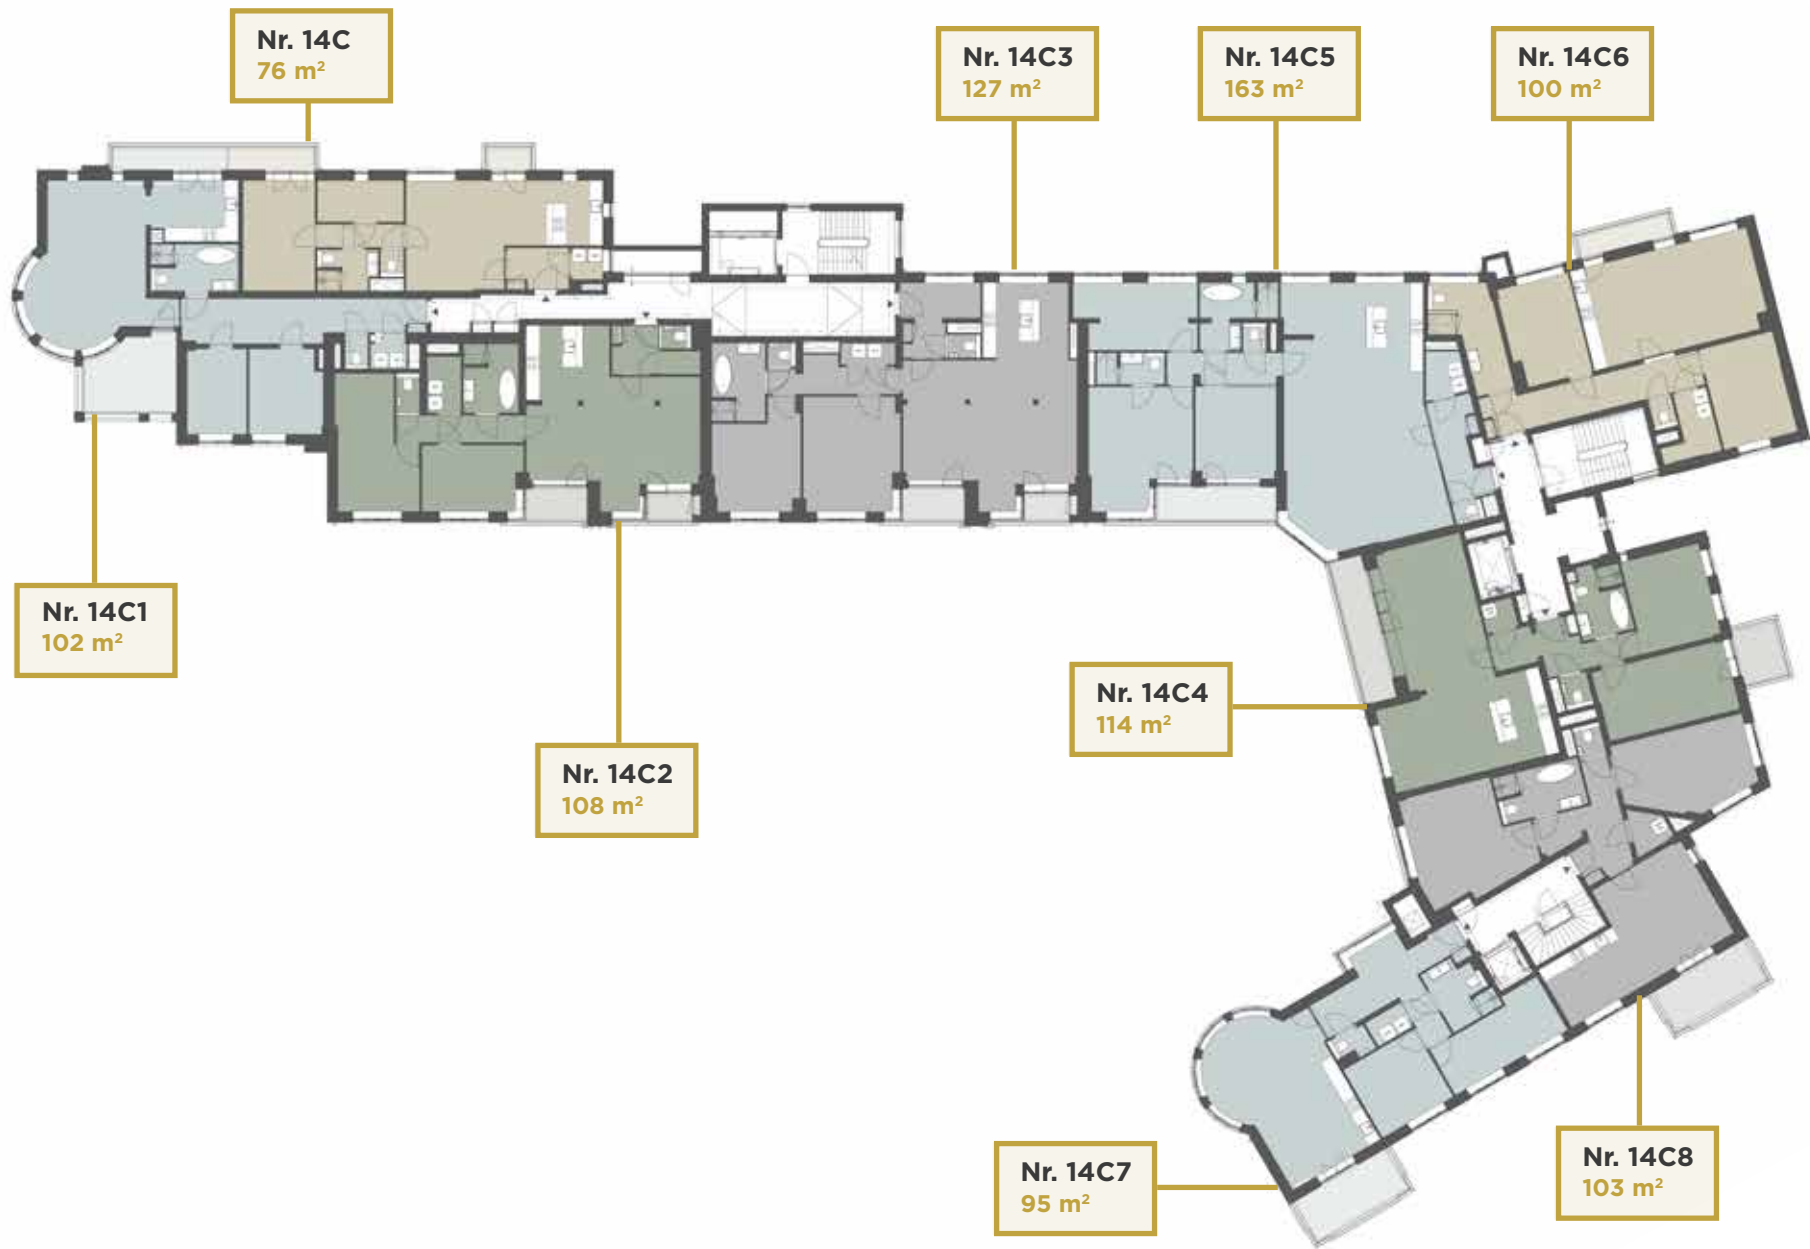 Nr. 14C
76 m²
Nr. 14C3
127 m²
Nr. 14C5
163 m²
Nr. 14C6
100 m²
Nr. 14C1
102 m²
Nr. 14C4
114 m²
Nr. 14C2
108 m²
Nr. 14C7
95 m²
Nr. 14C8
103 m²